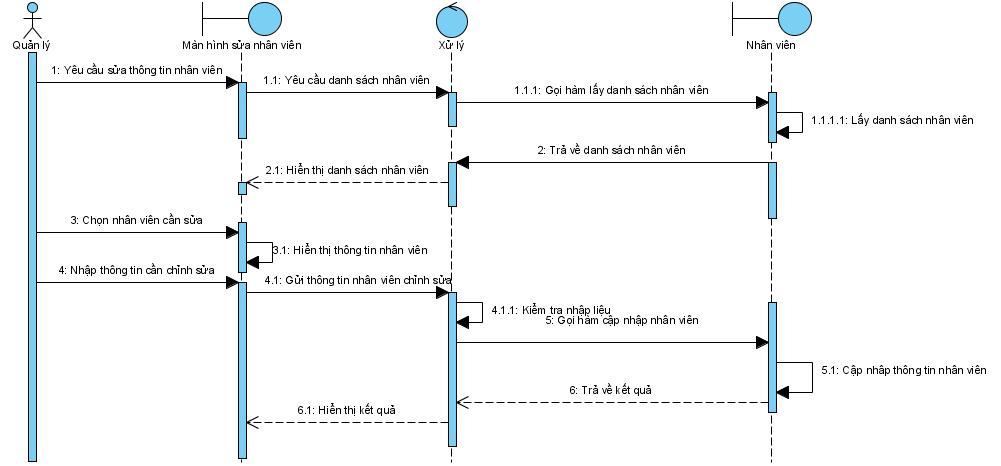 Quản lý
Màn hình sửa nhân viên
Xử lý
Nhân viên
1: Yêu cầu sửa thông tin nhân viên
1.1: Yêu cầu danh sách nhân viên
1.1.1: Gọi hàm lấy danh sách nhân viên
1.1.1.1: Lấy danh sách nhân viên
2: Trả về danh sách nhân viên
2.1: Hiển thị danh sách nhân viên
3: Chọn nhân viên cần sửa
3.1: Hiển thị thông tin nhân viên
4: Nhập thông tin cần chỉnh sửa
4.1: Gửi thông tin nhân viên chỉnh sửa
4.1.1: Kiểm tra nhập liệu
5: Gọi hàm cập nhập nhân viên
5.1: Cập nhâp thông tin nhân viên
6: Trả về kết quả
6.1: Hiển thị kết quả